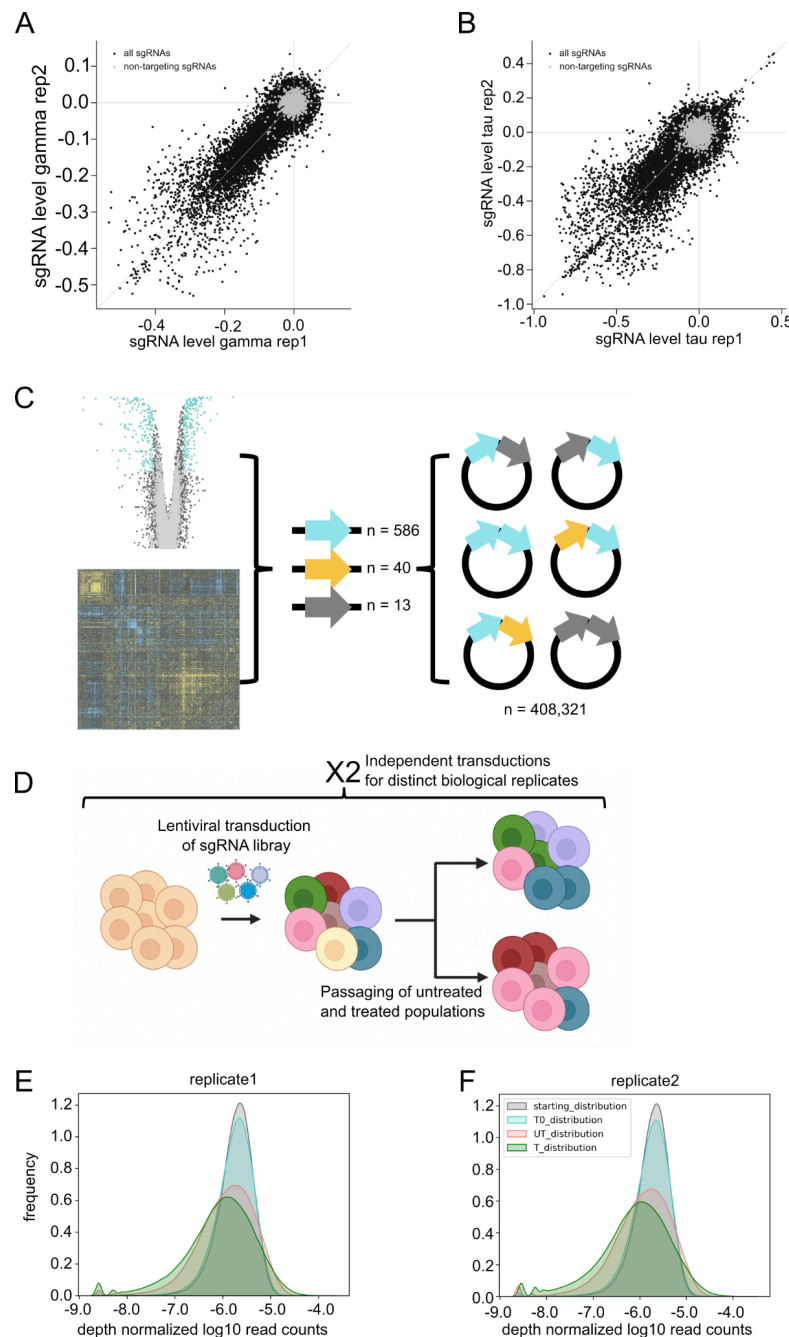 A
all sgRNAs
non-targeting sgRNAs
0.1
0.0
-0.1
-0.2
-0.3
-0.4
-0.5
sgRNA level gamma rep2
-0.4
-0.2
0.0
sgRNA level gamma rep1
B
all sgRNAs
non-targeting sgRNAs
0.4
0.2
0.0
-0.2
-0.4
-0.6
-0.8
-1.0
sgRNA level tau rep2
-1.0
-0.5
0.0
0.5
sgRNA level tau rep1
C
n = 586
n = 40
n = 13
n = 408,321
D
X2 Independent transductions
for distinct biological replicates
Lentiviral transduction
of sgRNA libray
Passaging of untreated
and treated populations
E
replicate1
1.2
1.0
0.8
0.6
0.4
0.2
0.0
frequency
-9.0 -8.0 -7.0 -6.0 -5.0 -4.0
depth normalized log10 read counts
F
replicate2
starting_distribution
T0_distribution
UT_distribution
T_distribution
1.2
1.0
0.8
0.6
0.4
0.2
0.0
-9.0 -8.0 -7.0 -6.0 -5.0 -4.0
depth normalized log10 read counts